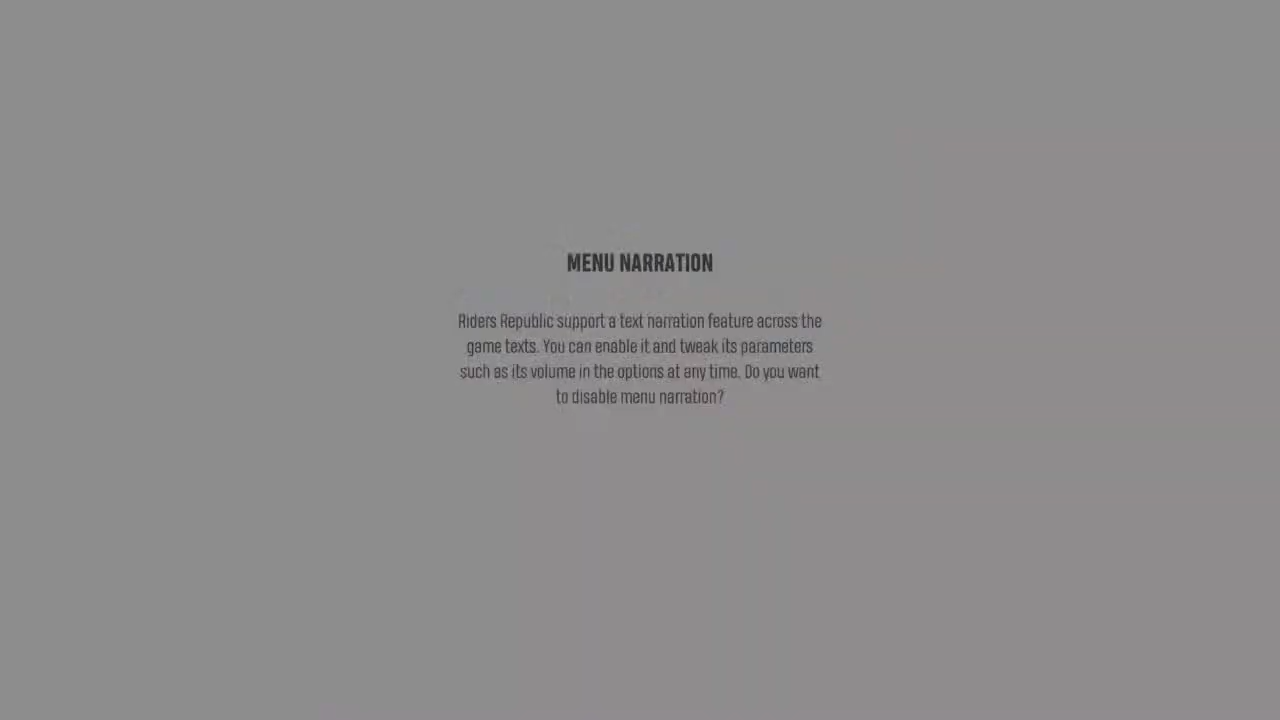 MENU NARRATION
Riders Republic support a text narration feature across the
game texts. You can enable it and tweak its parameters
such as its volume in the options at any time. Do you want
to disable menu narration?